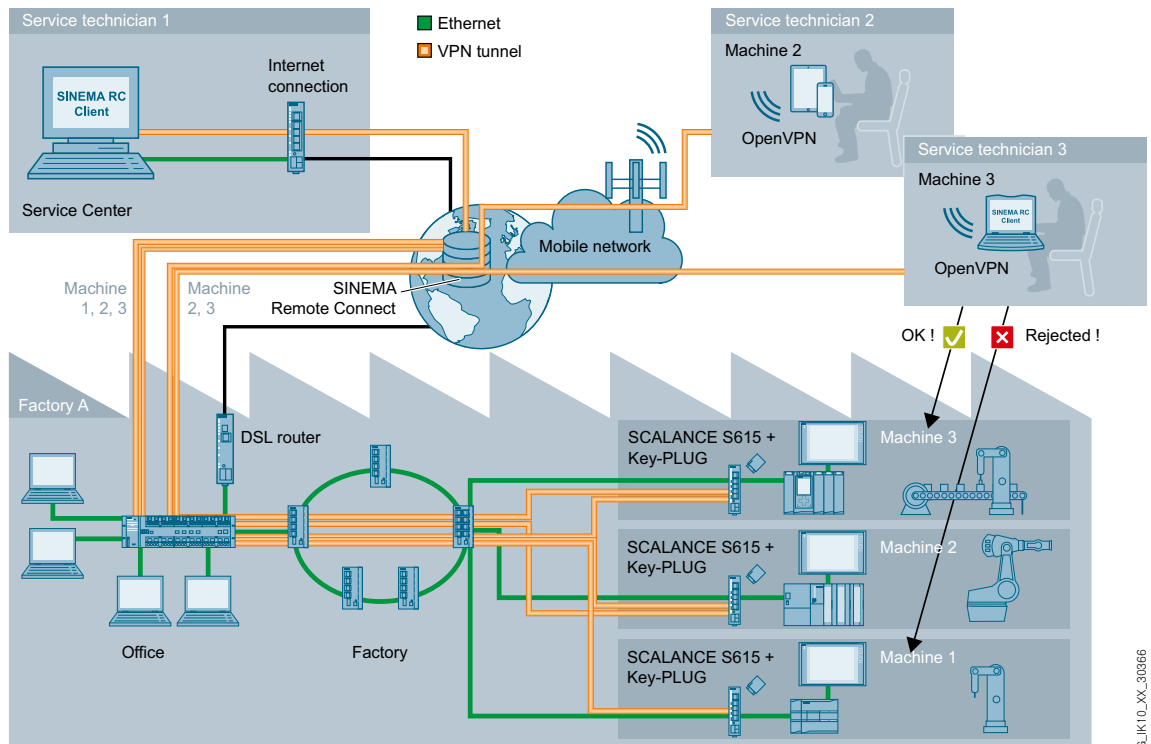 Service technician 1
Ethernet
VPN tunnel
Service technician 2
Machine 2
OpenVPN
Internet
connection
SINEMA RC
Client
Service Center
Service technician 3
Machine 3
SINEMA RC
Client
OpenVPN
Mobile network
Machine
1, 2, 3
Machine
2, 3
SINEMA
Remote Connect
OK !
Rejected !
Factory A
DSL router
SCALANCE S615 +
Key-PLUG
Machine 3
SCALANCE S615 +
Key-PLUG
Machine 2
SCALANCE S615 +
Key-PLUG
Machine 1
Office
Factory
_IK10_XX_30366